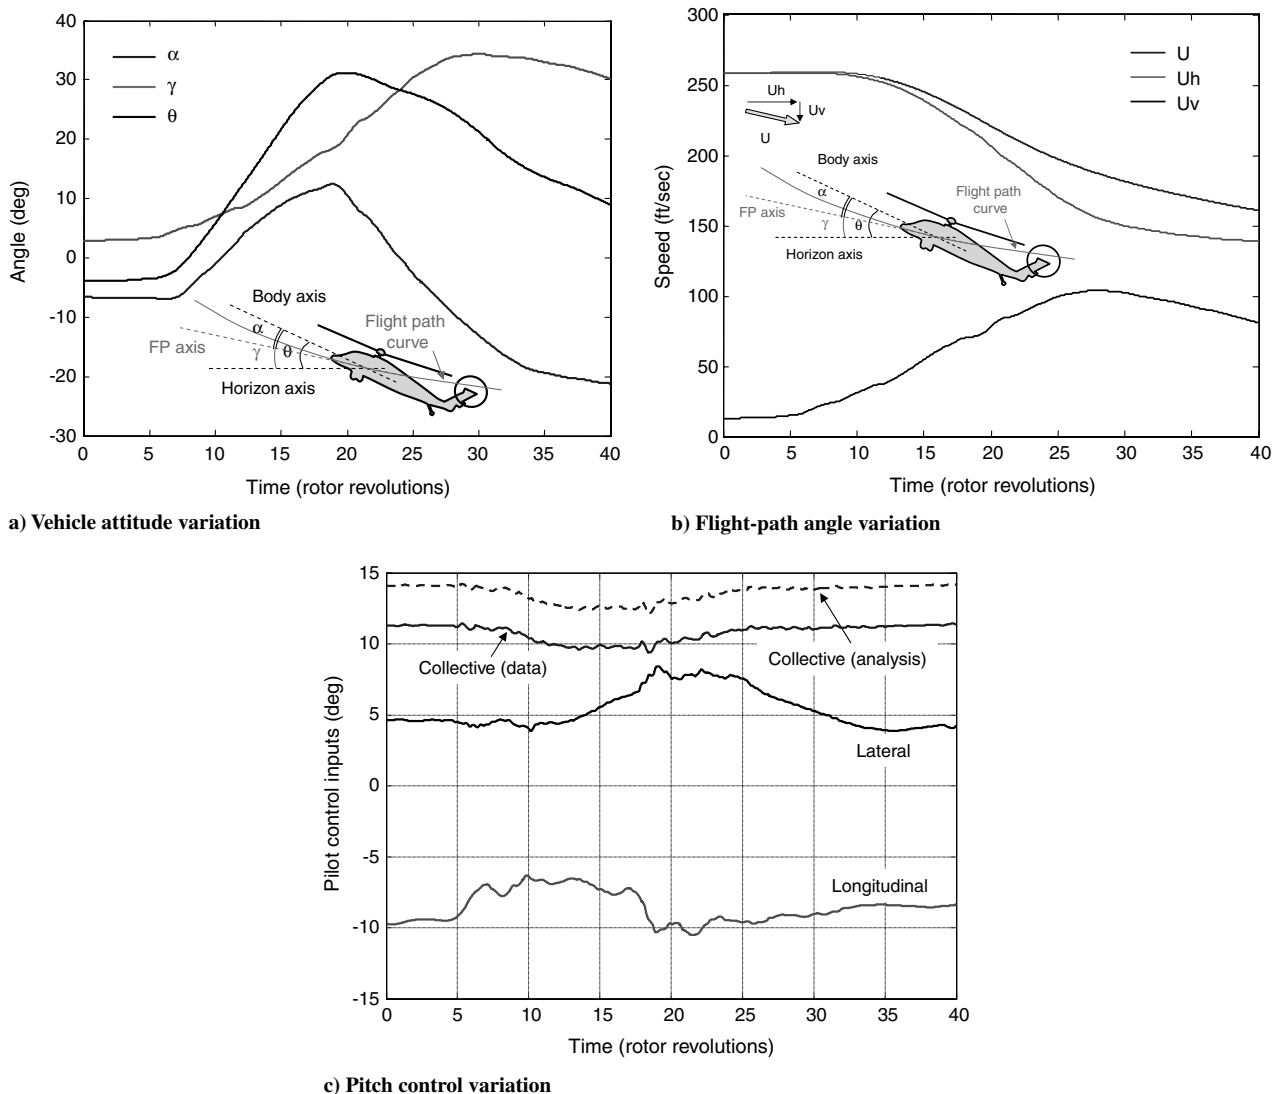 40
30
20
10
0
-10
-20
-30
Angle (deg)
α
γ
θ
Body axis
FP axis
α
γ
θ
Flight path
curve
Horizon axis
0 5 10 15 20 25 30 35 40
Time (rotor revolutions)
a) Vehicle attitude variation
300
250
200
150
100
50
0
Speed (ft/sec)
U
Uh
Uv
Uh
Uv
U
Body axis
α
FP axis
γ
θ
Flight path
curve
Horizon axis
0 5 10 15 20 25 30 35 40
Time (rotor revolutions)
b) Flight-path angle variation
15
10
5
0
-5
-10
-15
Pilot control inputs (deg)
Collective (data)
Collective (analysis)
Lateral
Longitudinal
0 5 10 15 20 25 30 35 40
Time (rotor revolutions)
c) Pitch control variation